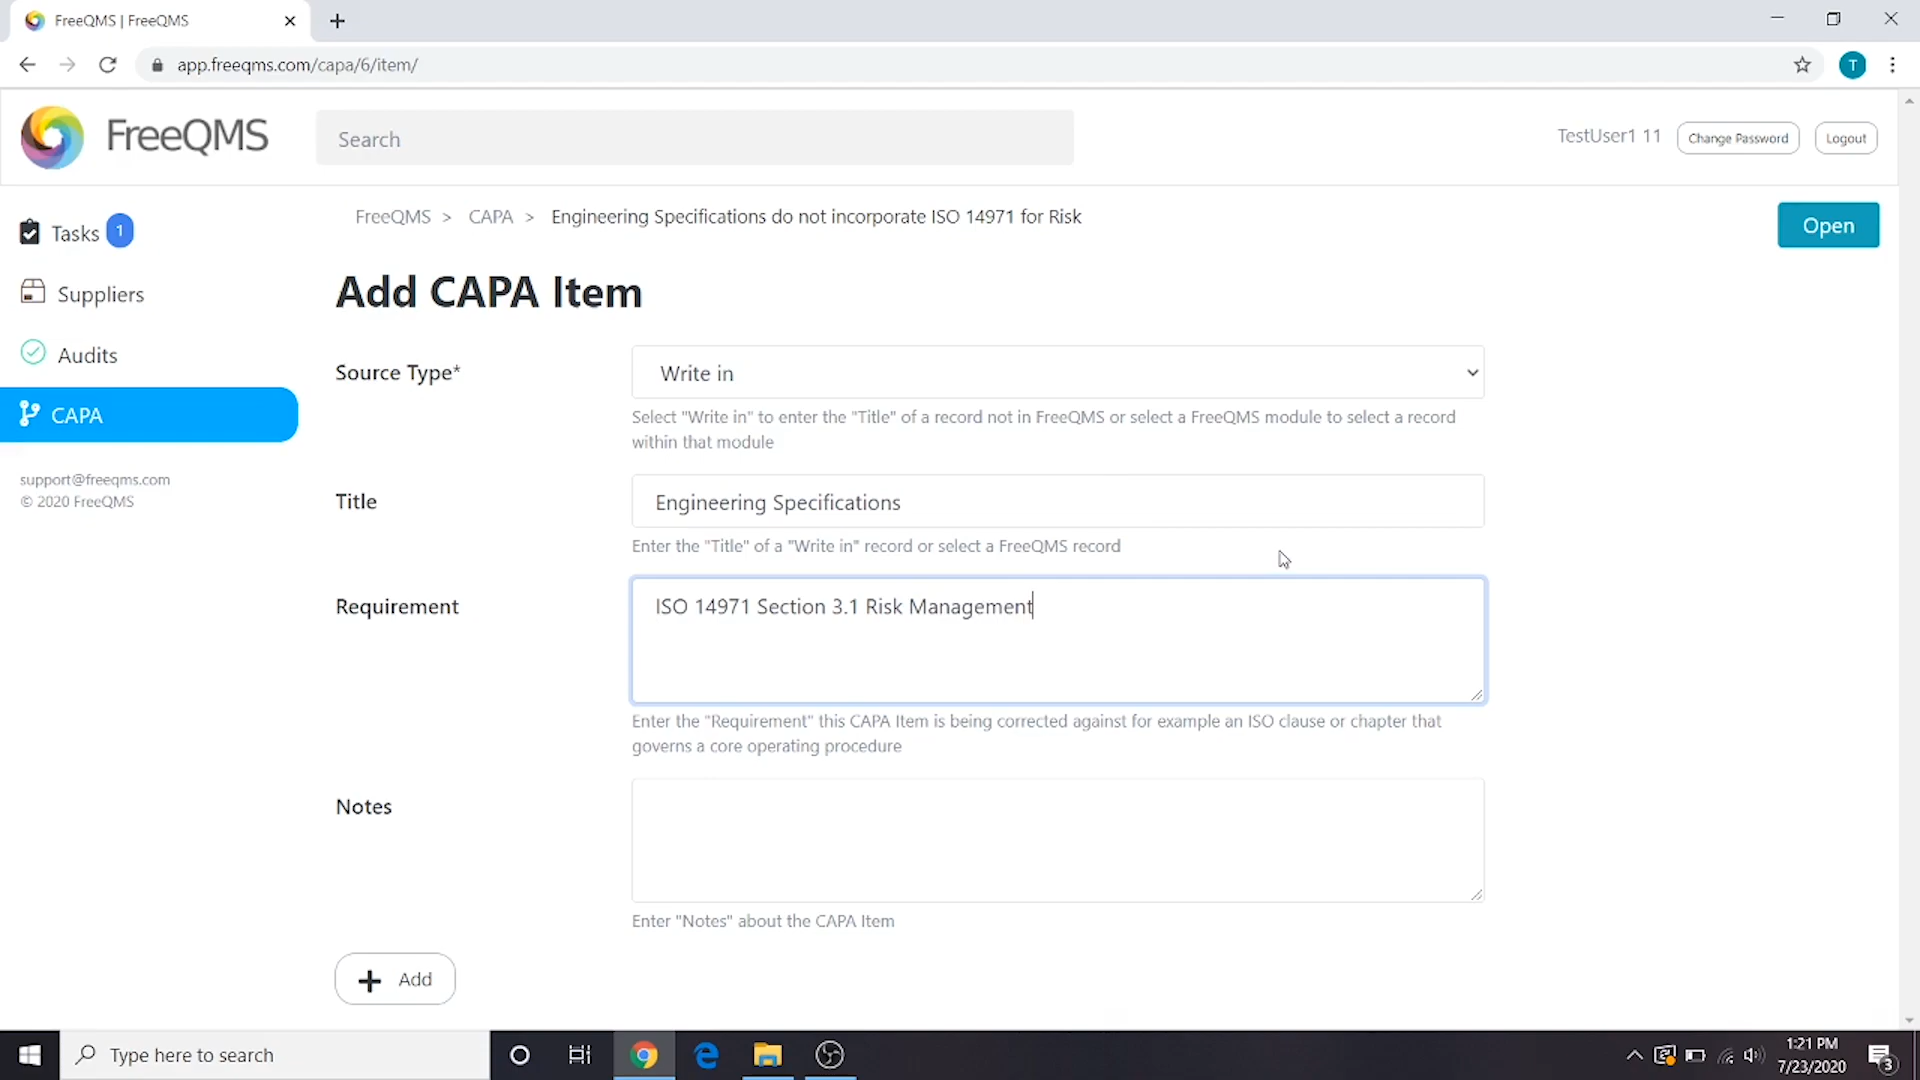 FreeQMS | FreeQMS
app.freeqms.com/capa/6/item/
T
FreeQMS
Search
TestUser1 11
Change Password
Logout
Tasks 1
Suppliers
Audits
CAPA
support@freeqms.com
© 2020 FreeQMS
FreeQMS > CAPA > Engineering Specifications do not incorporate ISO 14971 for Risk
Open
Add CAPA Item
Source Type*
Write in
Select "Write in" to enter the "Title" of a record not in FreeQMS or select a FreeQMS module to select a record
within that module
Title
Engineering Specifications
Enter the "Title" of a "Write in" record or select a FreeQMS record
Requirement
ISO 14971 Section 3.1 Risk Management
Enter the "Requirement" this CAPA Item is being corrected against for example an ISO clause or chapter that
governs a core operating procedure
Notes
Enter "Notes" about the CAPA Item
Add
Type here to search
1:21 PM
7/23/2020
3